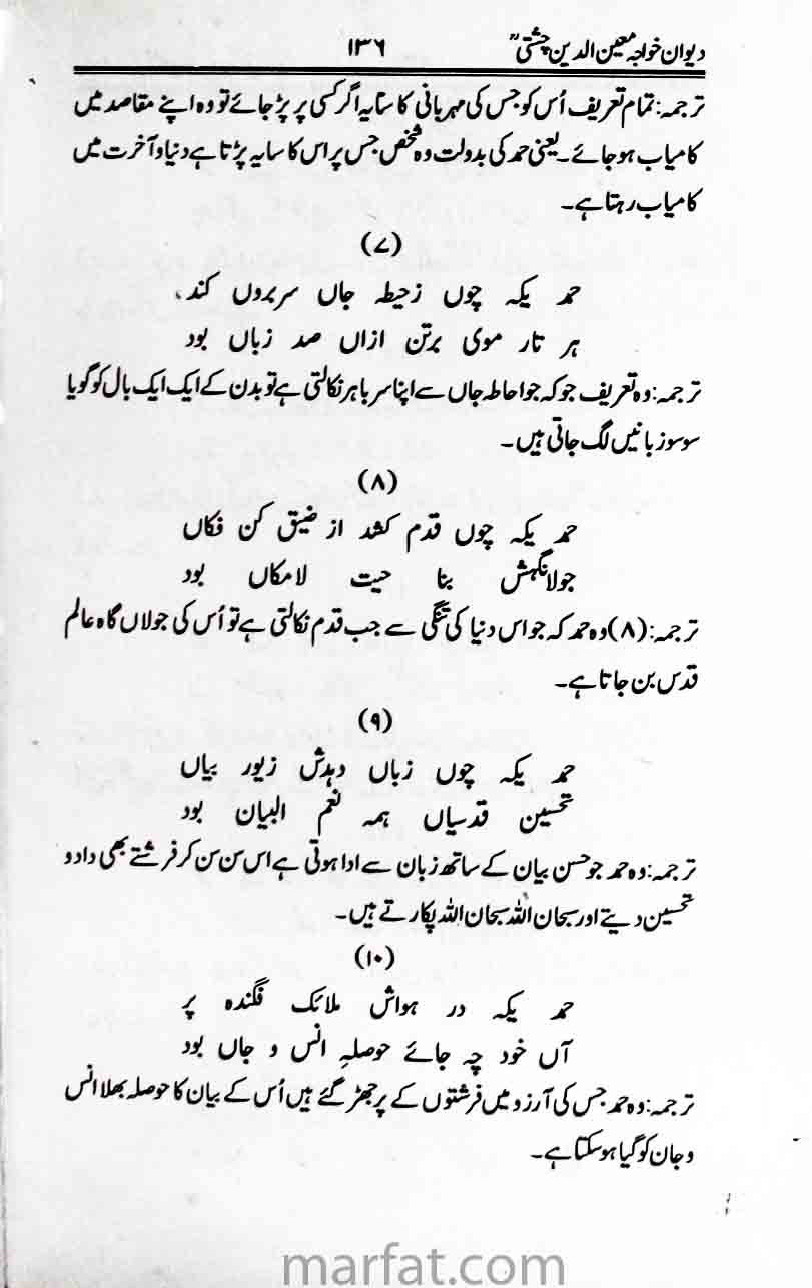 دیوان خواجہ معین الدین چشتیؒ
۱۳۶
ترجمہ: تمام تعریف اُس کو جس کی مہربانی کا سایہ اگر کسی پر پڑ جائے تو وہ اپنے مقاصد میں
کامیاب ہو جائے۔ یعنی حمد کی بدولت وہ شخص جس پر اس کا سایہ پڑتا ہے دنیا و آخرت میں
کامیاب رہتا ہے۔
(۷)
حمد یکہ چوں زحیطہ جاں سر بروں کند
ہر تار موی برتن ازاں صد زباں بود
ترجمہ: وہ تعریف جو کہ جو احاطہ جاں سے اپنا سر باہر نکالتی ہے تو بدن کے ایک ایک بال کو گویا
سو سو زبانیں لگ جاتی ہیں۔
(۸)
حمد یکہ چوں قدم کشد از ضیق کن فکاں
جولانگہش بنا حیت لامکاں بود
ترجمہ: (۸) وہ حمد کہ جو اس دنیا کی تنگی سے جب قدم نکالتی ہے تو اُس کی جولاں گاہ عالم
قدس بن جاتا ہے۔
(۹)
حمد یکہ چوں زباں دہدش زیور بیاں
تحسین قدسیاں ہمہ نعم البیان بود
ترجمہ: وہ حمد جو حسن بیان کے ساتھ زبان سے ادا ہوتی ہے اس سن سن کر فرشتے بھی داد و
تحسین دیتے اور سبحان اللہ سبحان اللہ پکارتے ہیں۔
(۱۰)
حمد یکہ در ہواش ملائک فگندہ پر
آں خود چہ جائے حوصلہِ انس و جاں بود
ترجمہ: وہ حمد جس کی آرزو میں فرشتوں کے پر جھڑ گئے ہیں اُس کے بیان کا حوصلہ بھلا انس
و جان کو گیا ہو سکتا ہے۔
marfat.com